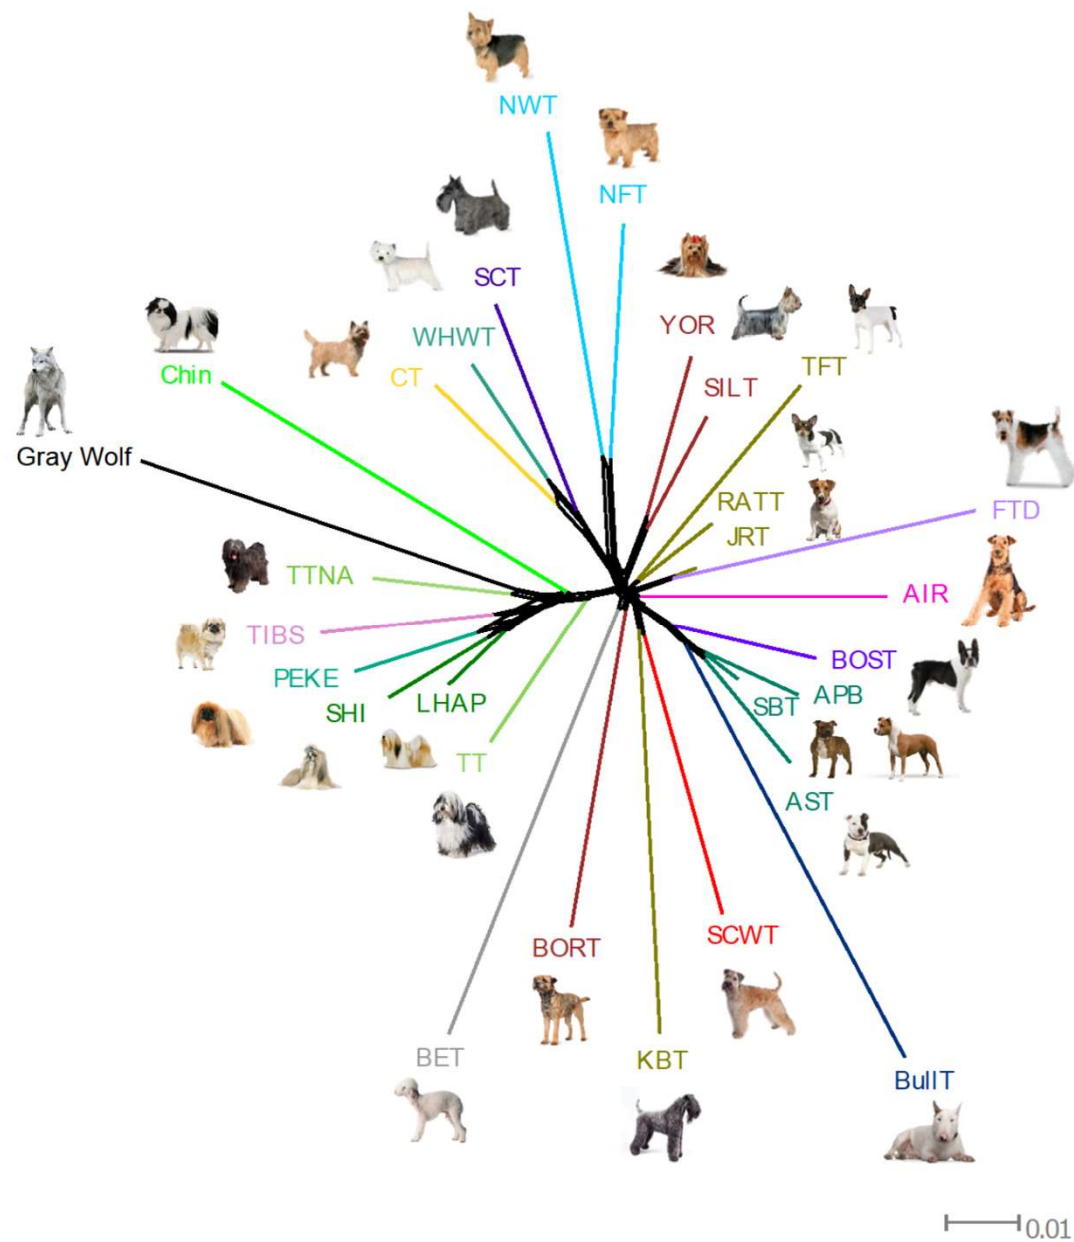 NWT
NFT
SCT
YOR
WHWT
TFT
Chin
CT
SILT
Gray Wolf
RATT
FTD
JRT
TTNA
AIR
TIBS
BOST
PEKE
APB
SBT
LHAP
SHI
TT
AST
SCWT
BORT
BET
KBT
BullT
0.01